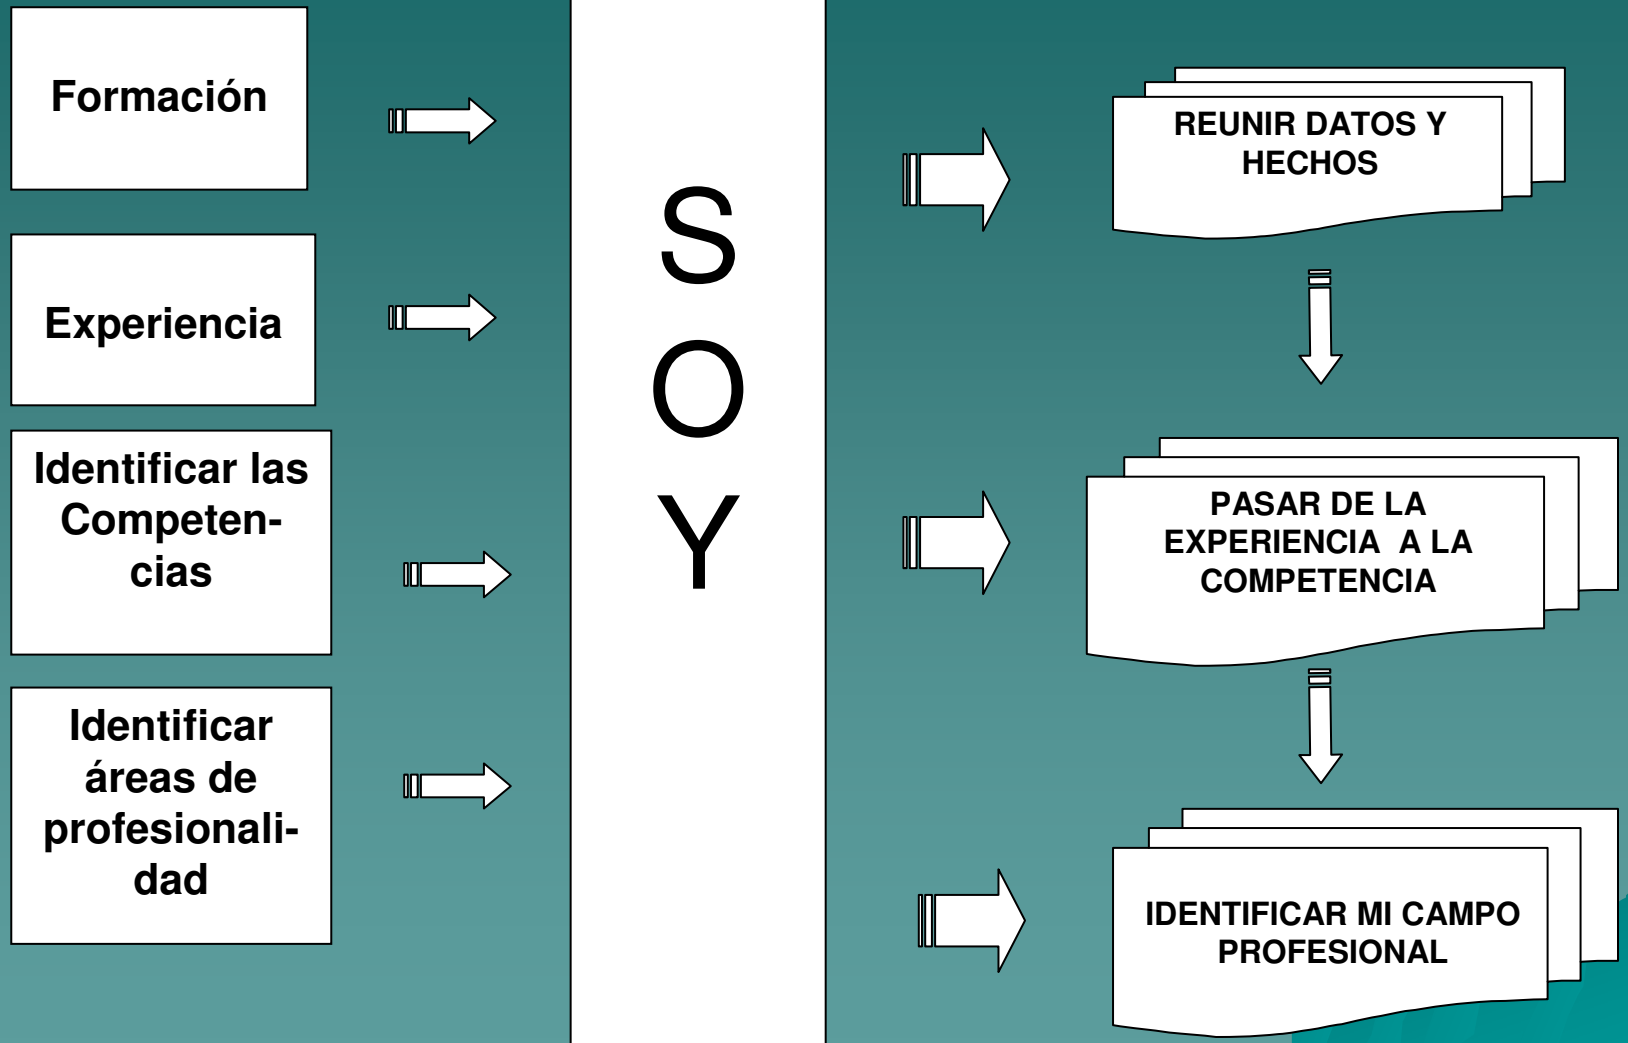 Formación
Experiencia
Identificar las
Competen-
cias
Identificar
áreas de
profesionali-
dad
S
O
Y
REUNIR DATOS Y
HECHOS
PASAR DE LA
EXPERIENCIA  A LA
COMPETENCIA
IDENTIFICAR MI CAMPO
PROFESIONAL